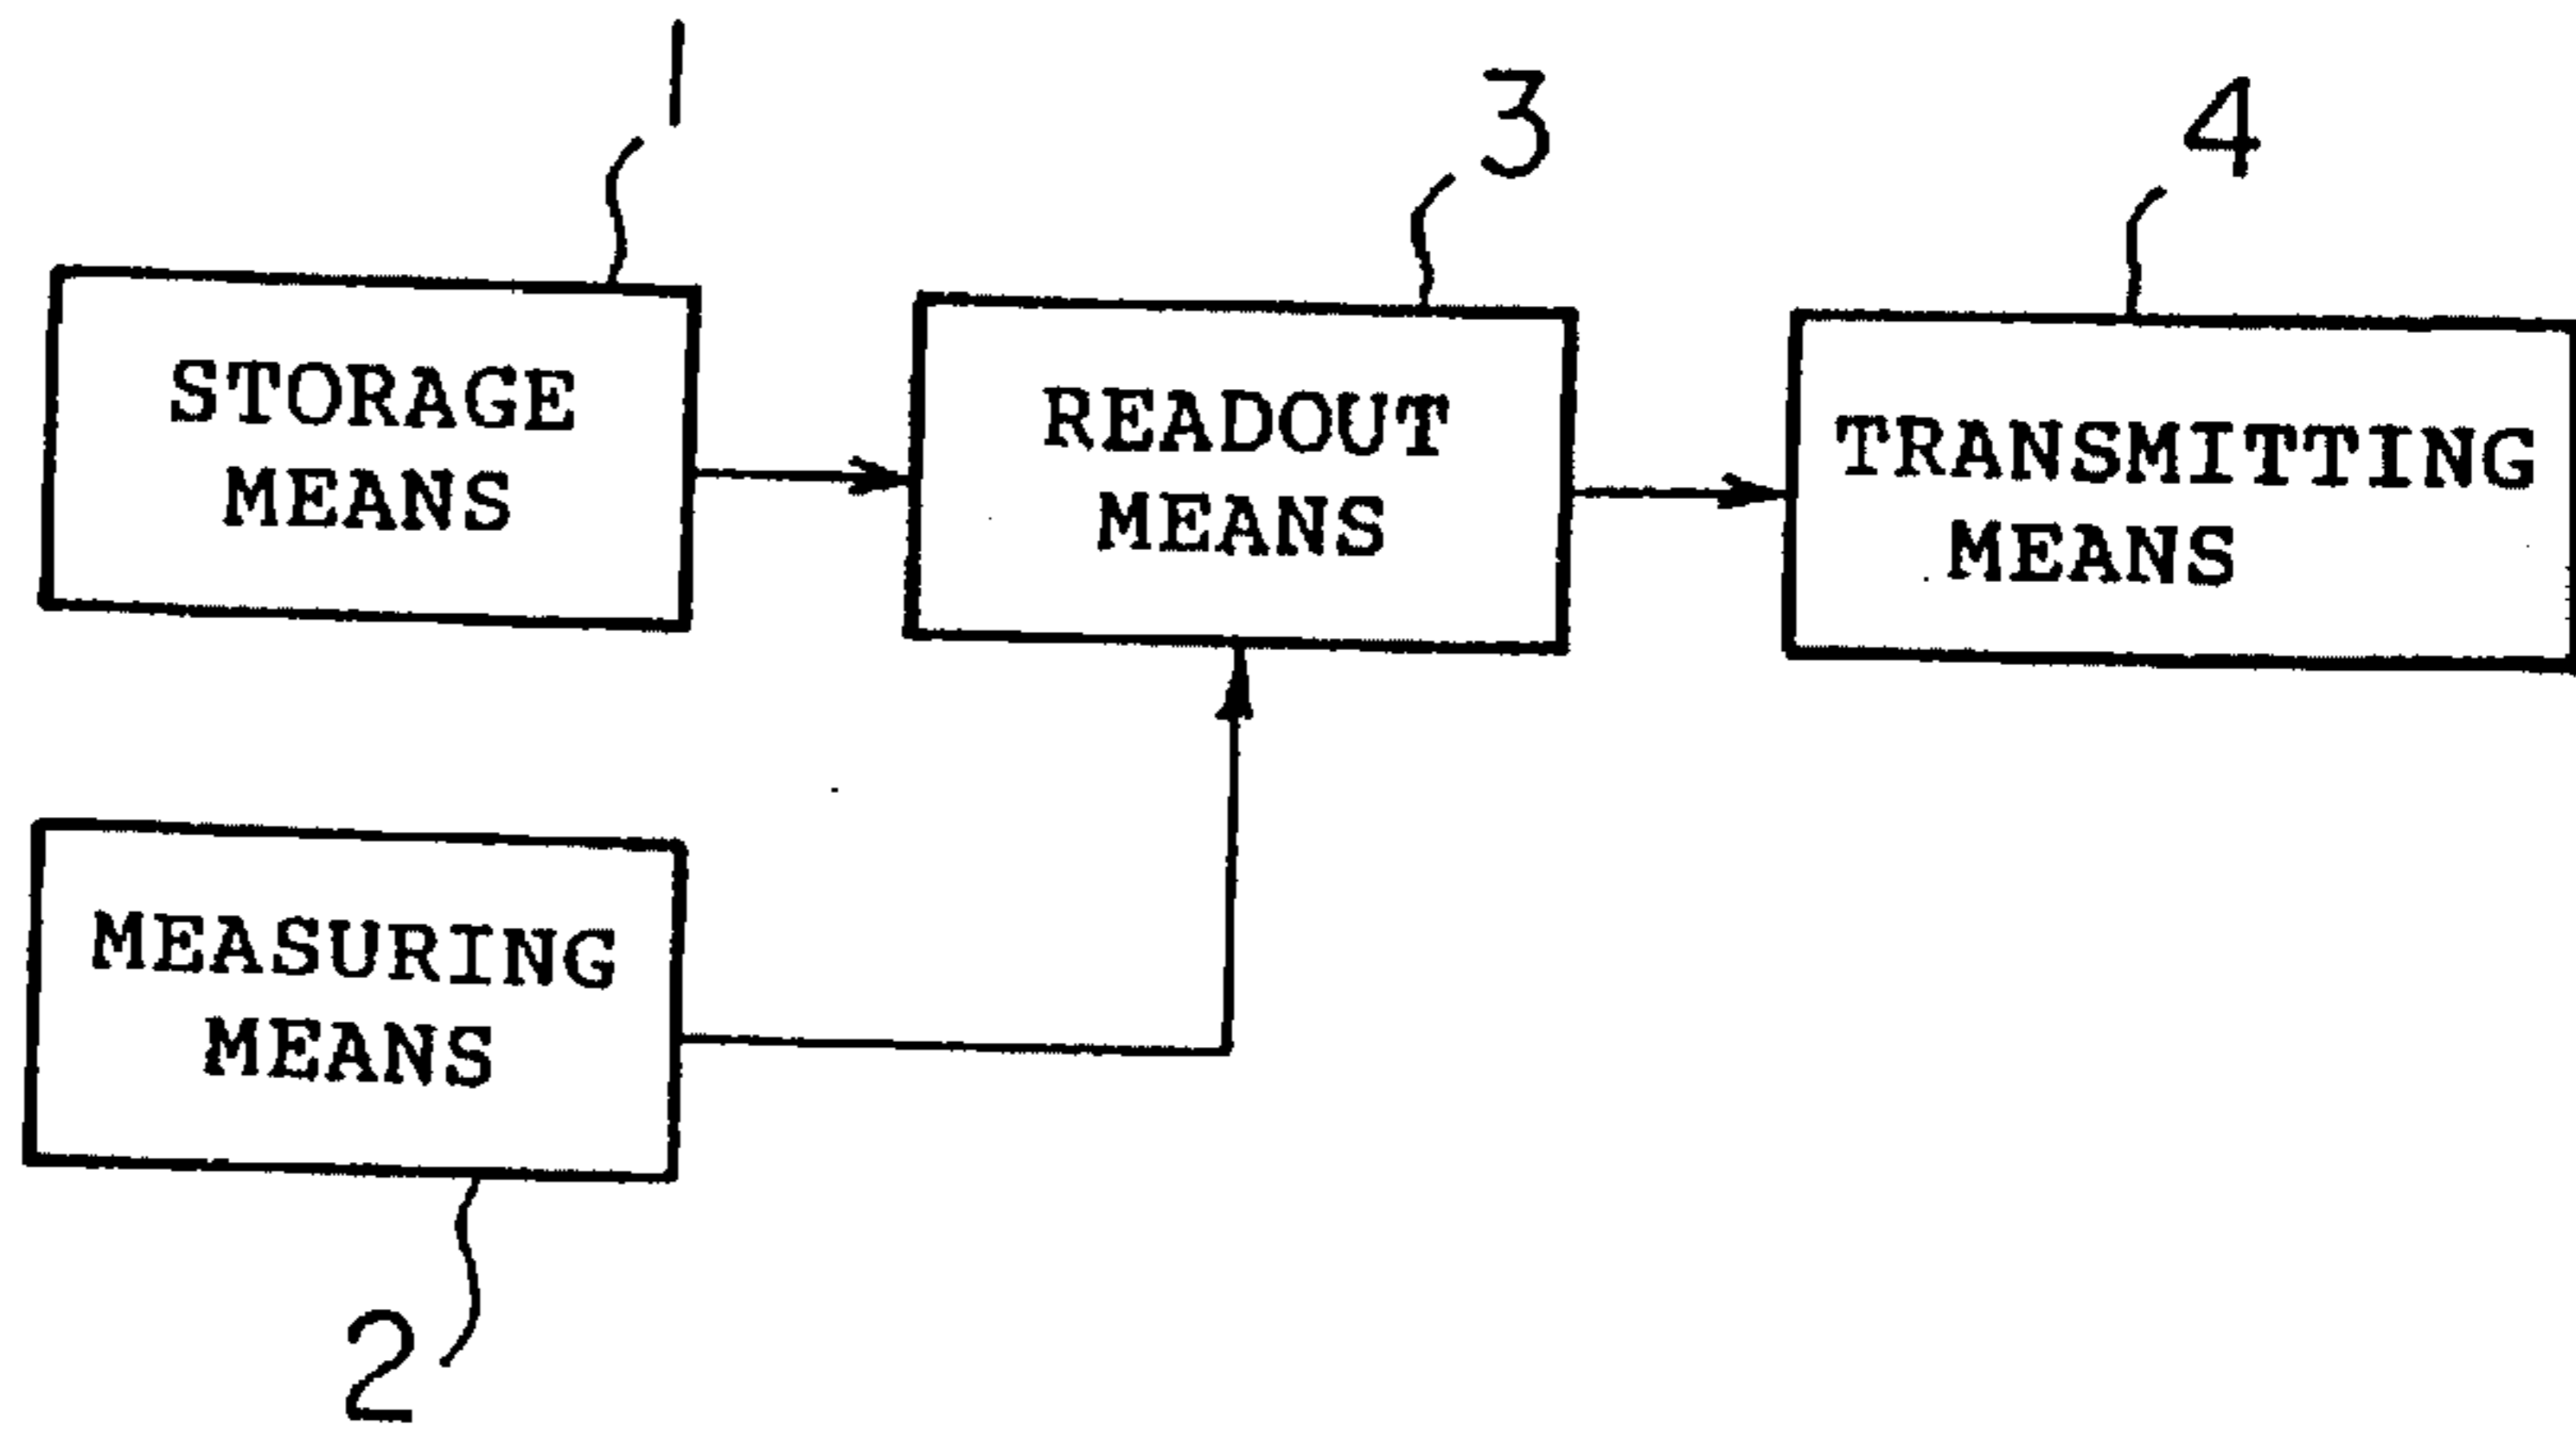 1
3
4
STORAGE
MEANS
READOUT
MEANS
TRANSMITTING
MEANS
MEASURING
MEANS
2